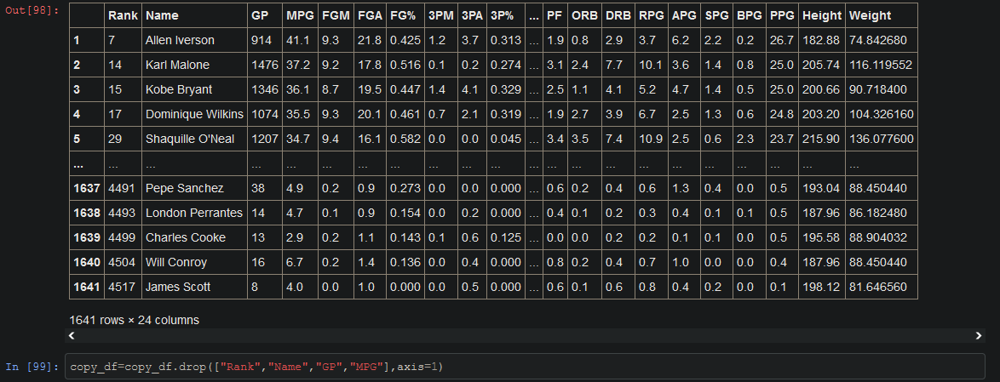 Out[98]:
Rank Name GP MPG FGM FGA FG% 3PM 3PA 3P% ... PF ORB DRB RPG APG SPG BPG PPG Height Weight
1 7 Allen Iverson 914 41.1 9.3 21.8 0.425 1.2 3.7 0.313 ... 1.9 0.8 2.9 3.7 6.2 2.2 0.2 26.7 182.88 74.842680
2 14 Karl Malone 1476 37.2 9.2 17.8 0.516 0.1 0.2 0.274 ... 3.1 2.4 7.7 10.1 3.6 1.4 0.8 25.0 205.74 116.119552
3 15 Kobe Bryant 1346 36.1 8.7 19.5 0.447 1.4 4.1 0.329 ... 2.5 1.1 4.1 5.2 4.7 1.4 0.5 25.0 200.66 90.718400
4 17 Dominique Wilkins 1074 35.5 9.3 20.1 0.461 0.7 2.1 0.319 ... 1.9 2.7 3.9 6.7 2.5 1.3 0.6 24.8 203.20 104.326160
5 29 Shaquille O'Neal 1207 34.7 9.4 16.1 0.582 0.0 0.0 0.045 ... 3.4 3.5 7.4 10.9 2.5 0.6 2.3 23.7 215.90 136.077600
... ... ... ... ... ... ... ... ... ... ... ... ... ... ... ... ... ... ... ... ... ...
1637 4491 Pepe Sanchez 38 4.9 0.2 0.9 0.273 0.0 0.0 0.000 ... 0.6 0.2 0.4 0.6 1.3 0.4 0.0 0.5 193.04 88.450440
1638 4493 London Perrantes 14 4.7 0.1 0.9 0.154 0.0 0.2 0.000 ... 0.4 0.1 0.2 0.3 0.4 0.1 0.1 0.5 187.96 86.182480
1639 4499 Charles Cooke 13 2.9 0.2 1.1 0.143 0.1 0.6 0.125 ... 0.0 0.0 0.2 0.2 0.1 0.1 0.0 0.5 195.58 88.904032
1640 4504 Will Conroy 16 6.7 0.2 1.4 0.136 0.0 0.4 0.000 ... 0.8 0.2 0.4 0.7 1.0 0.0 0.0 0.4 187.96 88.450440
1641 4517 James Scott 8 4.0 0.0 1.0 0.000 0.0 0.5 0.000 ... 0.6 0.1 0.6 0.8 0.4 0.2 0.0 0.1 198.12 81.646560
1641 rows × 24 columns
In [99]: copy_df=copy_df.drop(["Rank","Name","GP","MPG"],axis=1)